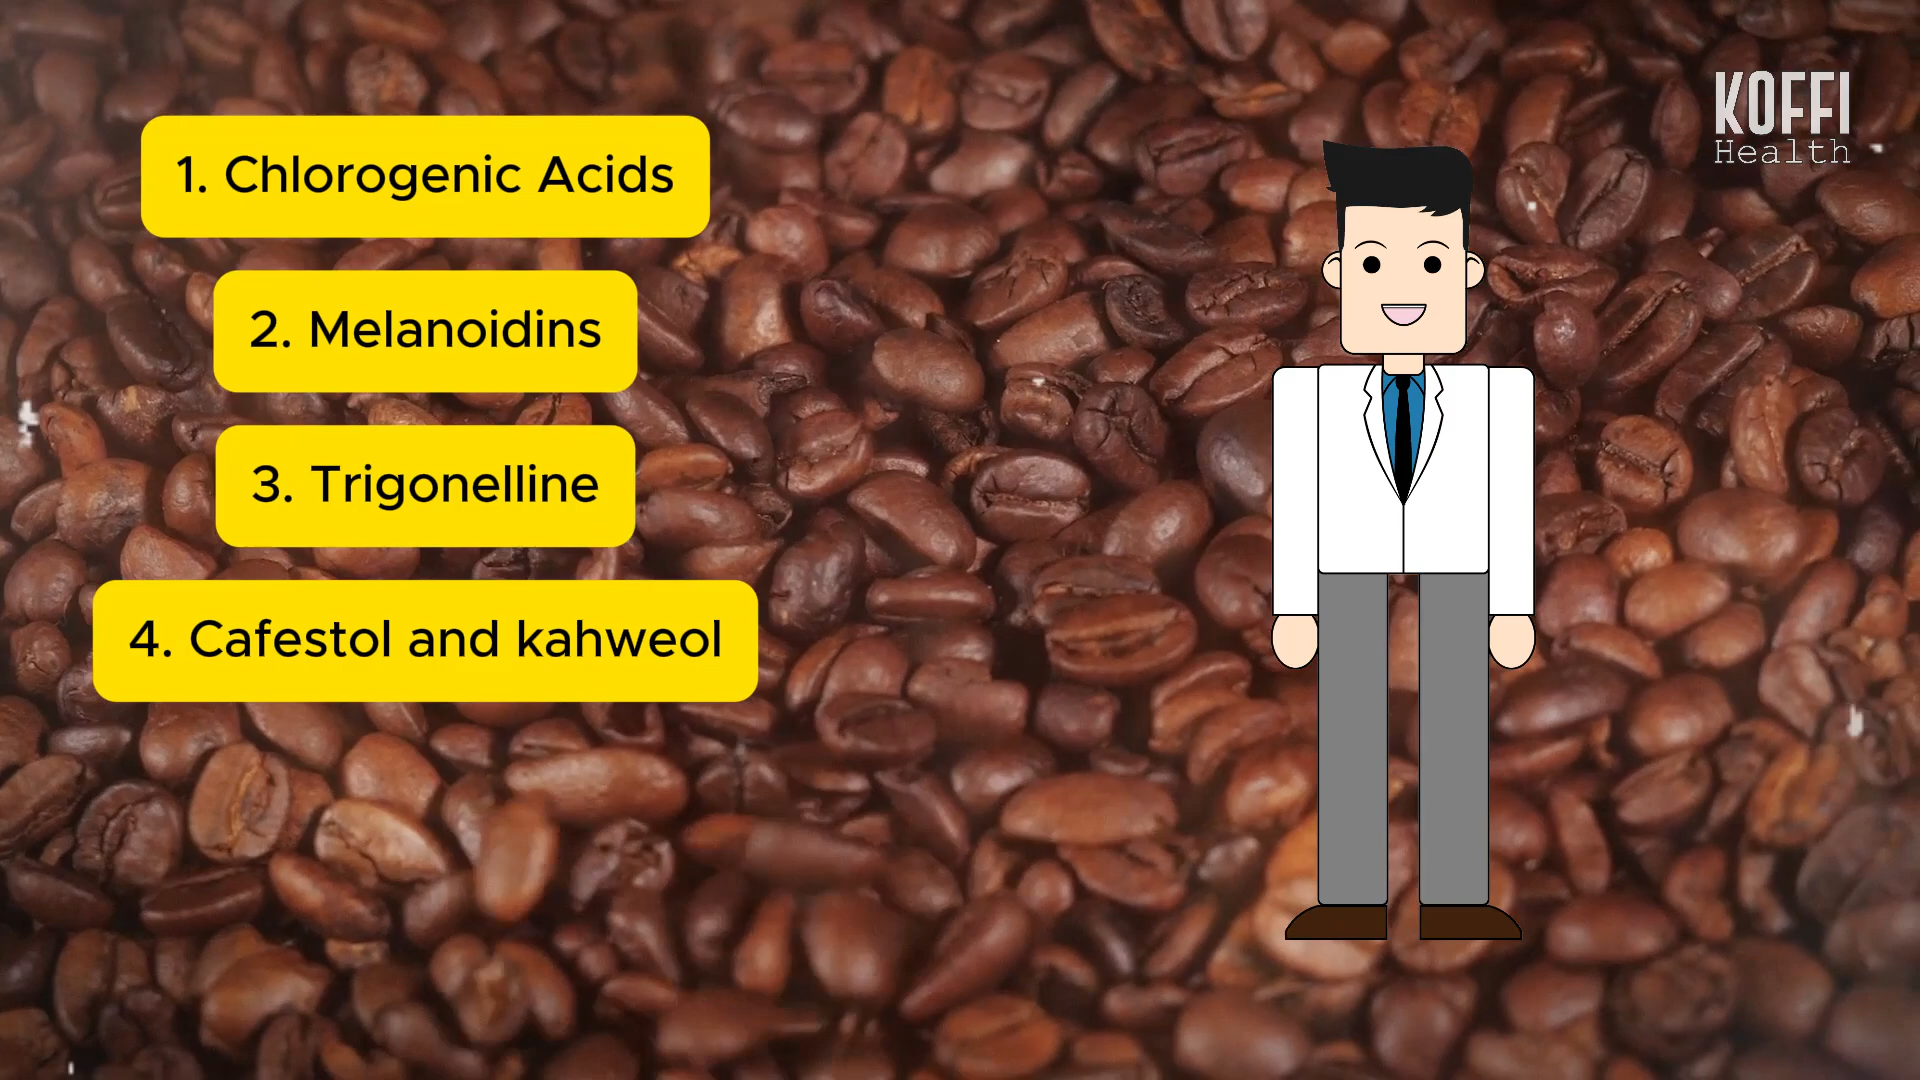 KOFFI
Health
1. Chlorogenic Acids
2. Melanoidins
3. Trigonelline
4. Cafestol and kahweol